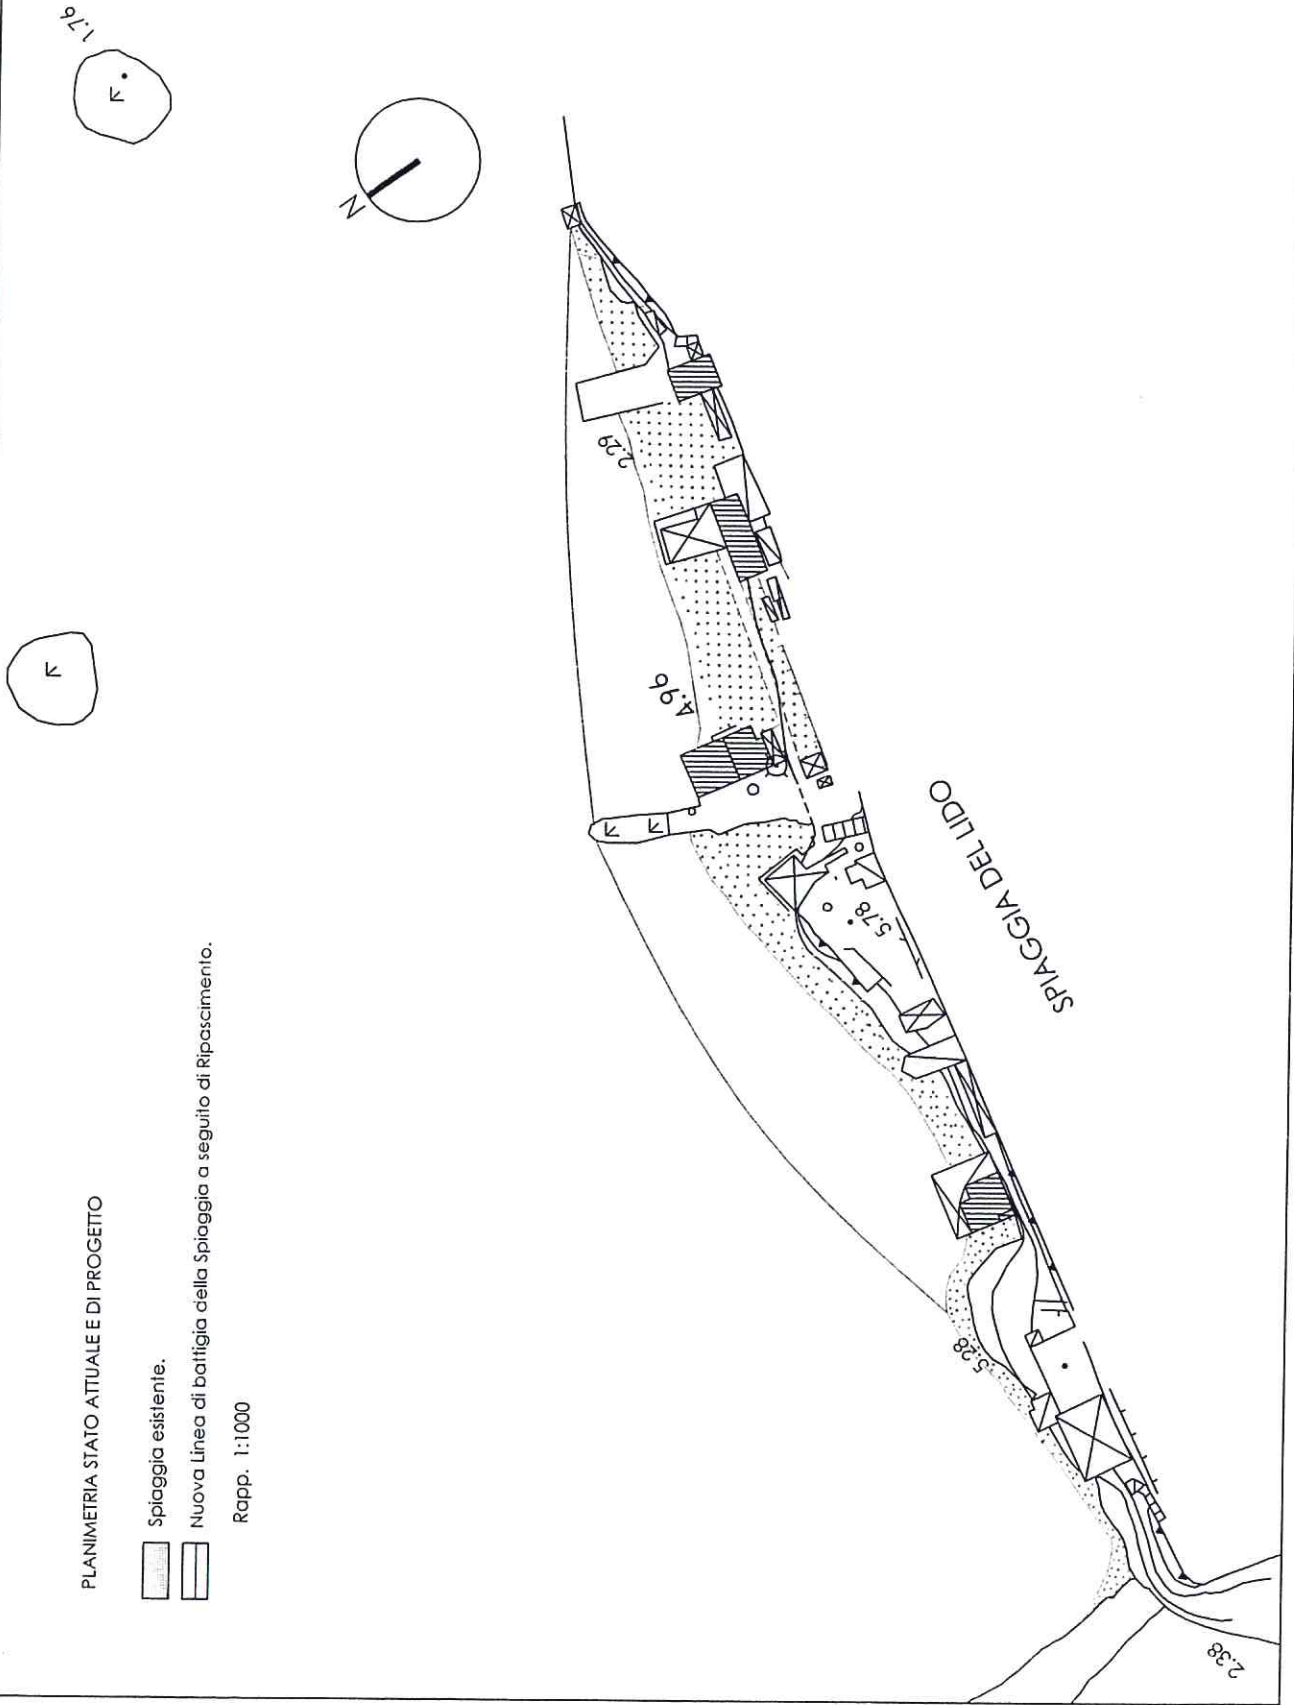 PLANIMETRIA STATO ATTUALE E DI PROGETTO
Spiaggia esistente.
Nuova Linea di battigia della Spiaggia a seguito di Ripascimento.
Rapp. 1:1000
1.76
N
2.29
4.96
5.78
SPIAGGIA DEL LIDO
5.28
2.38